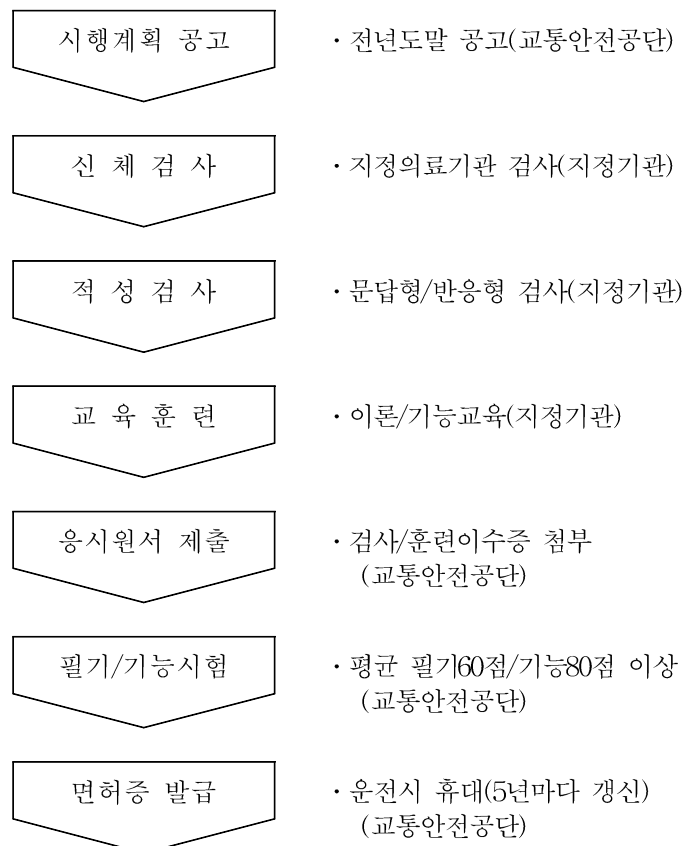 시행계획 공고 · 전년도말 공고(교통안전공단)
신 체 검 사 · 지정의료기관 검사(지정기관)
적 성 검 사 · 문답형/반응형 검사(지정기관)
교 육 훈 련 · 이론/기능교육(지정기관)
응시원서 제출 · 검사/훈련이수증 첨부
(교통안전공단)
필기/기능시험 · 평균 필기60점/기능80점 이상
(교통안전공단)
면허증 발급 · 운전시 휴대(5년마다 갱신)
(교통안전공단)